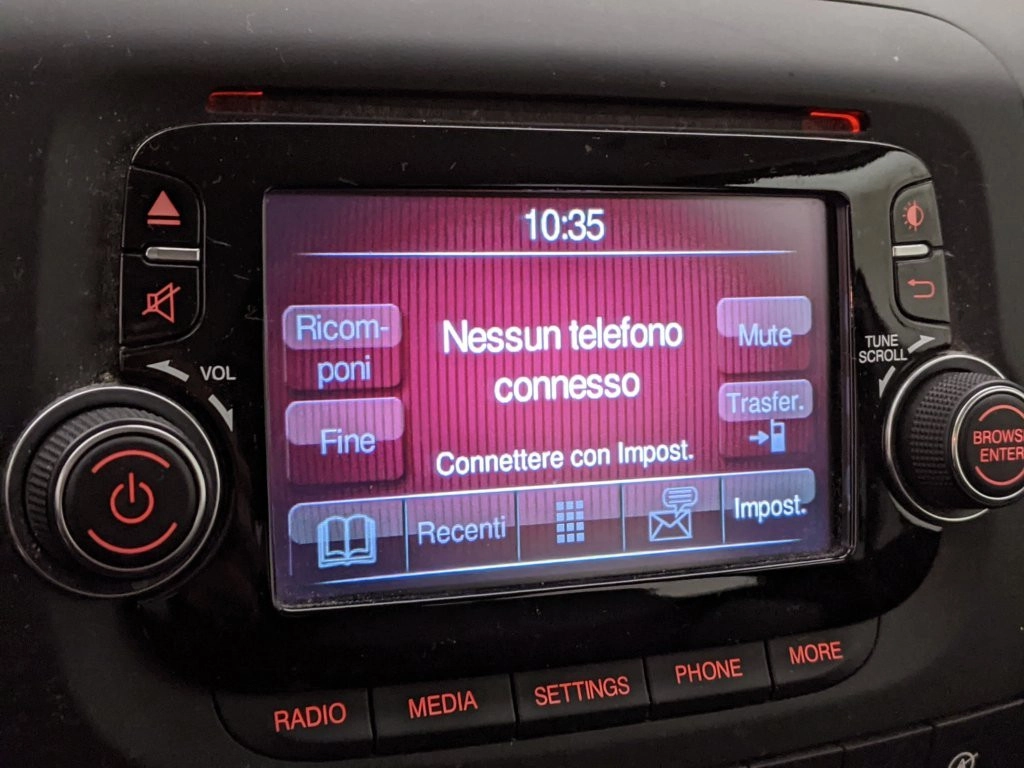 10:35
Ricom-
poni
Nessun telefono
connesso
Mute
Fine
Trasfer.
Connettere con Impost.
Recenti
Impost.
VOL
TUNE
SCROLL
BROWSE
ENTER
RADIO
MEDIA
SETTINGS
PHONE
MORE